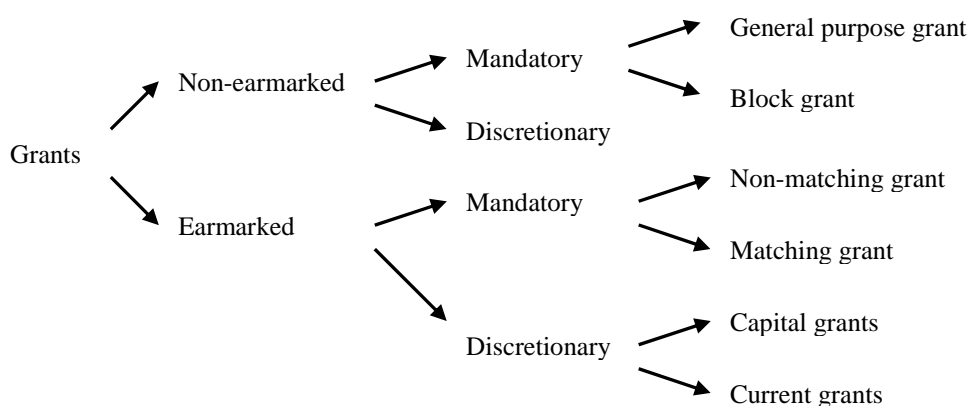 General purpose grant
Mandatory
Non-earmarked
Block grant
Discretionary
Grants
Non-matching grant
Mandatory
Earmarked
Matching grant
Capital grants
Discretionary
Current grants